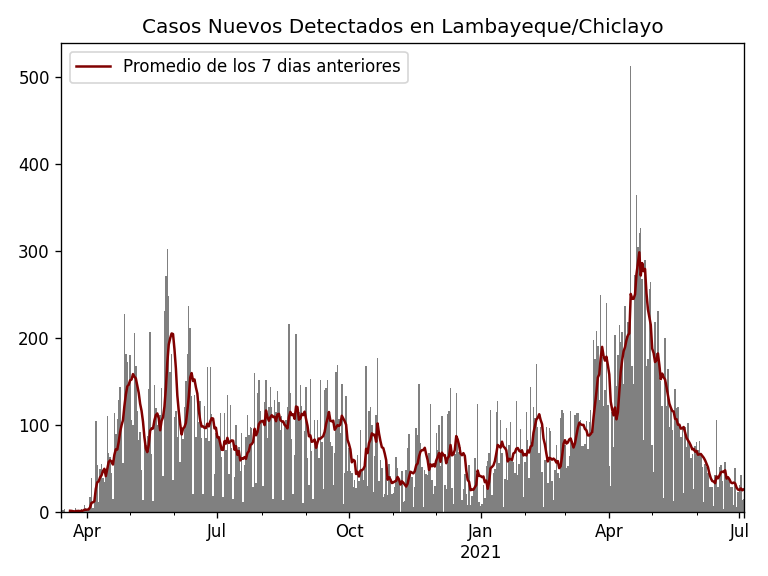 Casos Nuevos Detectados en Lambayeque/Chiclayo
Promedio de los 7 dias anteriores
500
400
300
200
100
0
Apr Jul Oct Jan Apr Jul
2021